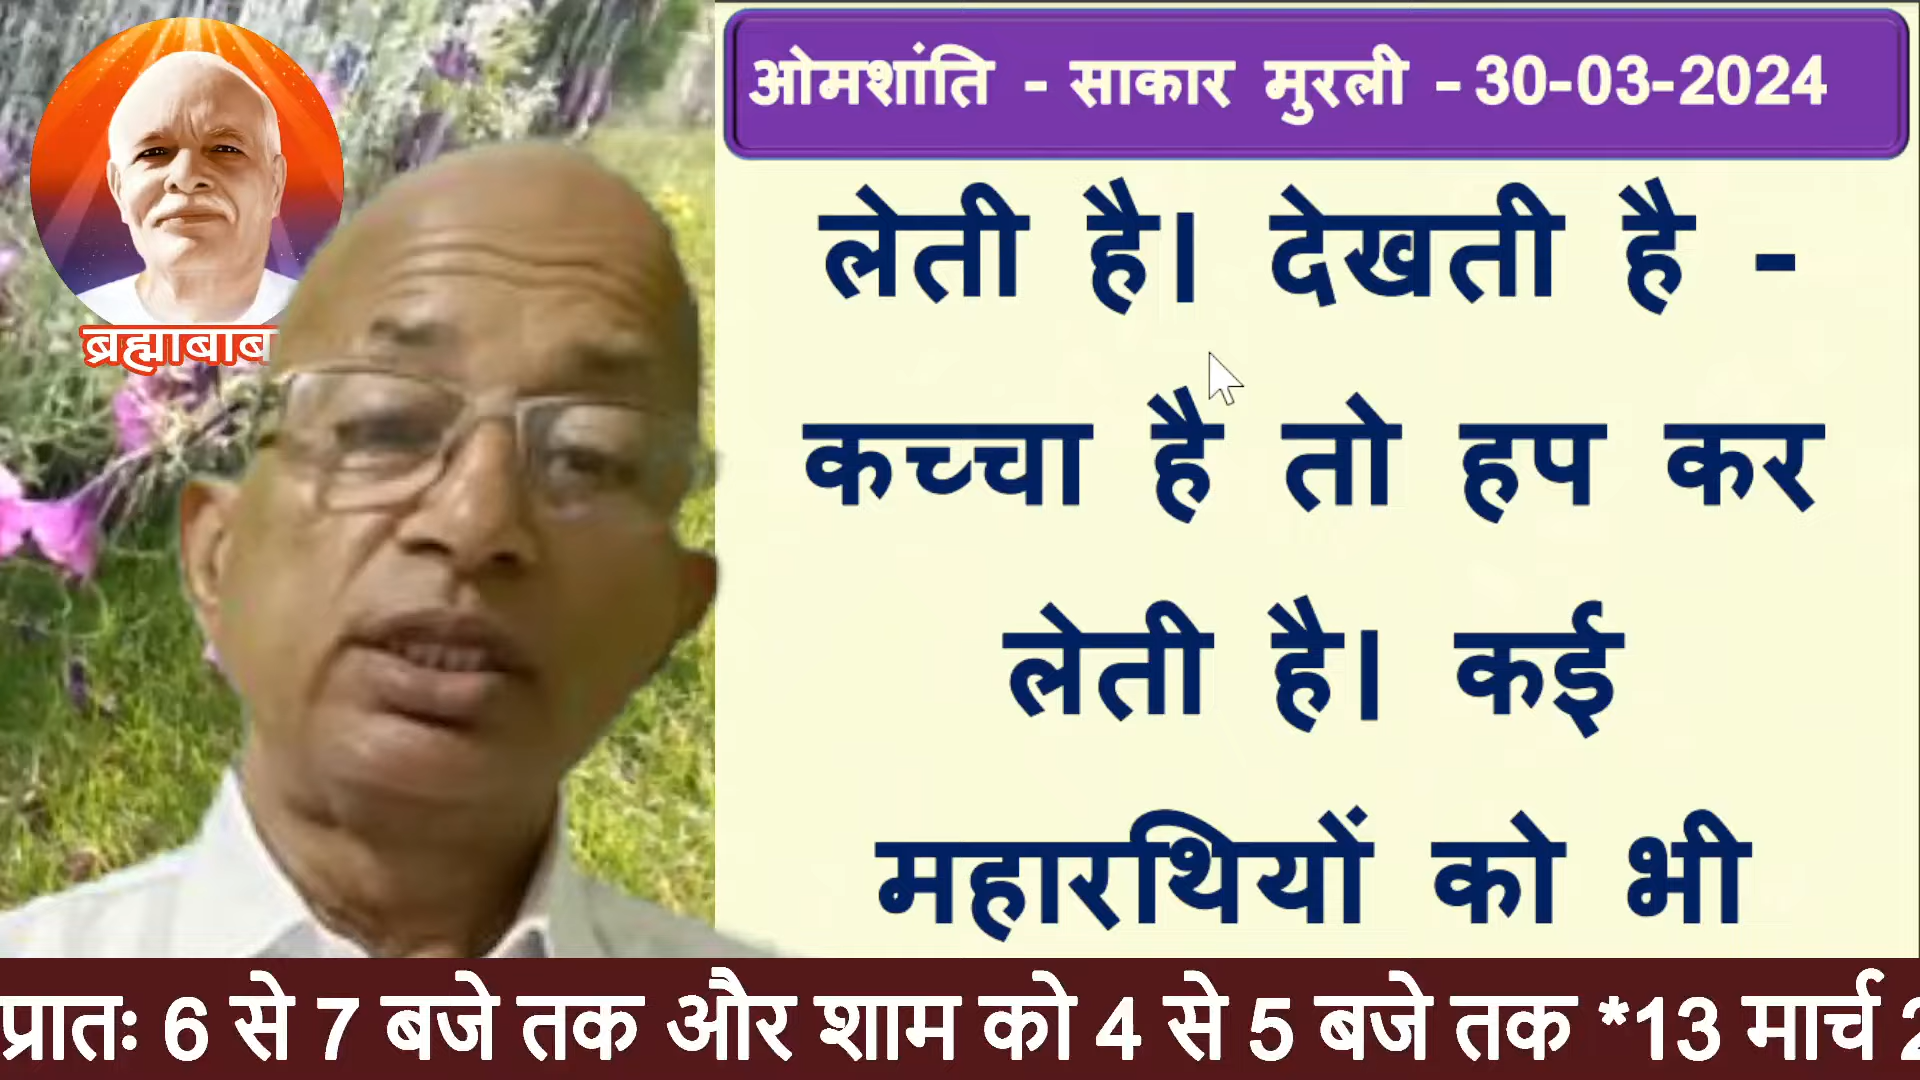 ओमशांति - साकार मुरली - 30-03-2024
ब्रह्माबाब
लेती है। देखती है -
कच्चा है तो हप कर
लेती है। कई
महारथियों को भी
प्रातः 6 से 7 बजे तक और शाम को 4 से 5 बजे तक *13 मार्च 2